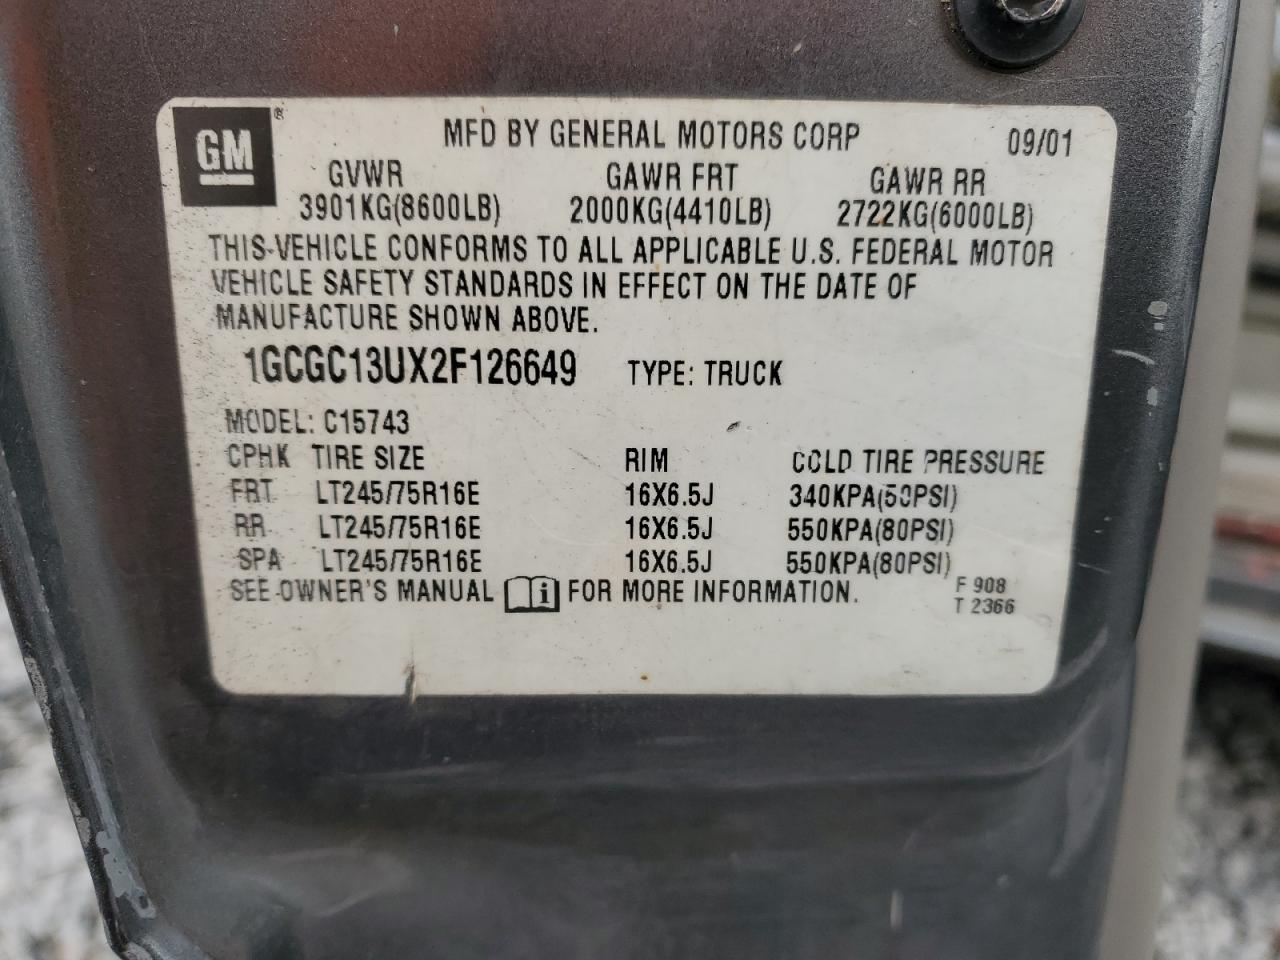 GM®
MFD BY GENERAL MOTORS CORP 09/01
GVWR GAWR FRT GAWR RR
3901KG(8600LB) 2000KG(4410LB) 2722KG(6000LB)
THIS VEHICLE CONFORMS TO ALL APPLICABLE U.S. FEDERAL MOTOR
VEHICLE SAFETY STANDARDS IN EFFECT ON THE DATE OF
MANUFACTURE SHOWN ABOVE.
1GCGC13UX2F126649 TYPE: TRUCK
MODEL: C15743
CPHK TIRE SIZE RIM COLD TIRE PRESSURE
FRT LT245/75R16E 16X6.5J 340KPA(50PSI)
RR LT245/75R16E 16X6.5J 550KPA(80PSI)
SPA LT245/75R16E 16X6.5J 550KPA(80PSI)
SEE OWNER'S MANUAL i FOR MORE INFORMATION. F 908
T 2366